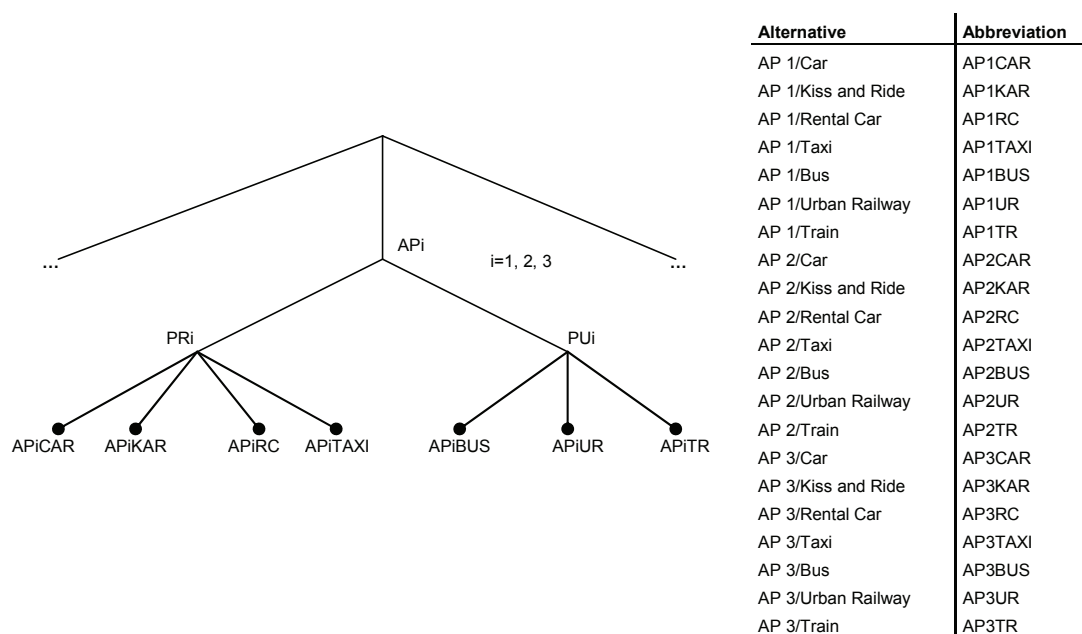 APi
... i=1, 2, 3 ...
PRi PUi
APiCAR APiKAR APiRC APiTAXI APiBUS APiUR APiTR
Alternative Abbreviation
AP 1/Car AP1CAR
AP 1/Kiss and Ride AP1KAR
AP 1/Rental Car AP1RC
AP 1/Taxi AP1TAXI
AP 1/Bus AP1BUS
AP 1/Urban Railway AP1UR
AP 1/Train AP1TR
AP 2/Car AP2CAR
AP 2/Kiss and Ride AP2KAR
AP 2/Rental Car AP2RC
AP 2/Taxi AP2TAXI
AP 2/Bus AP2BUS
AP 2/Urban Railway AP2UR
AP 2/Train AP2TR
AP 3/Car AP3CAR
AP 3/Kiss and Ride AP3KAR
AP 3/Rental Car AP3RC
AP 3/Taxi AP3TAXI
AP 3/Bus AP3BUS
AP 3/Urban Railway AP3UR
AP 3/Train AP3TR